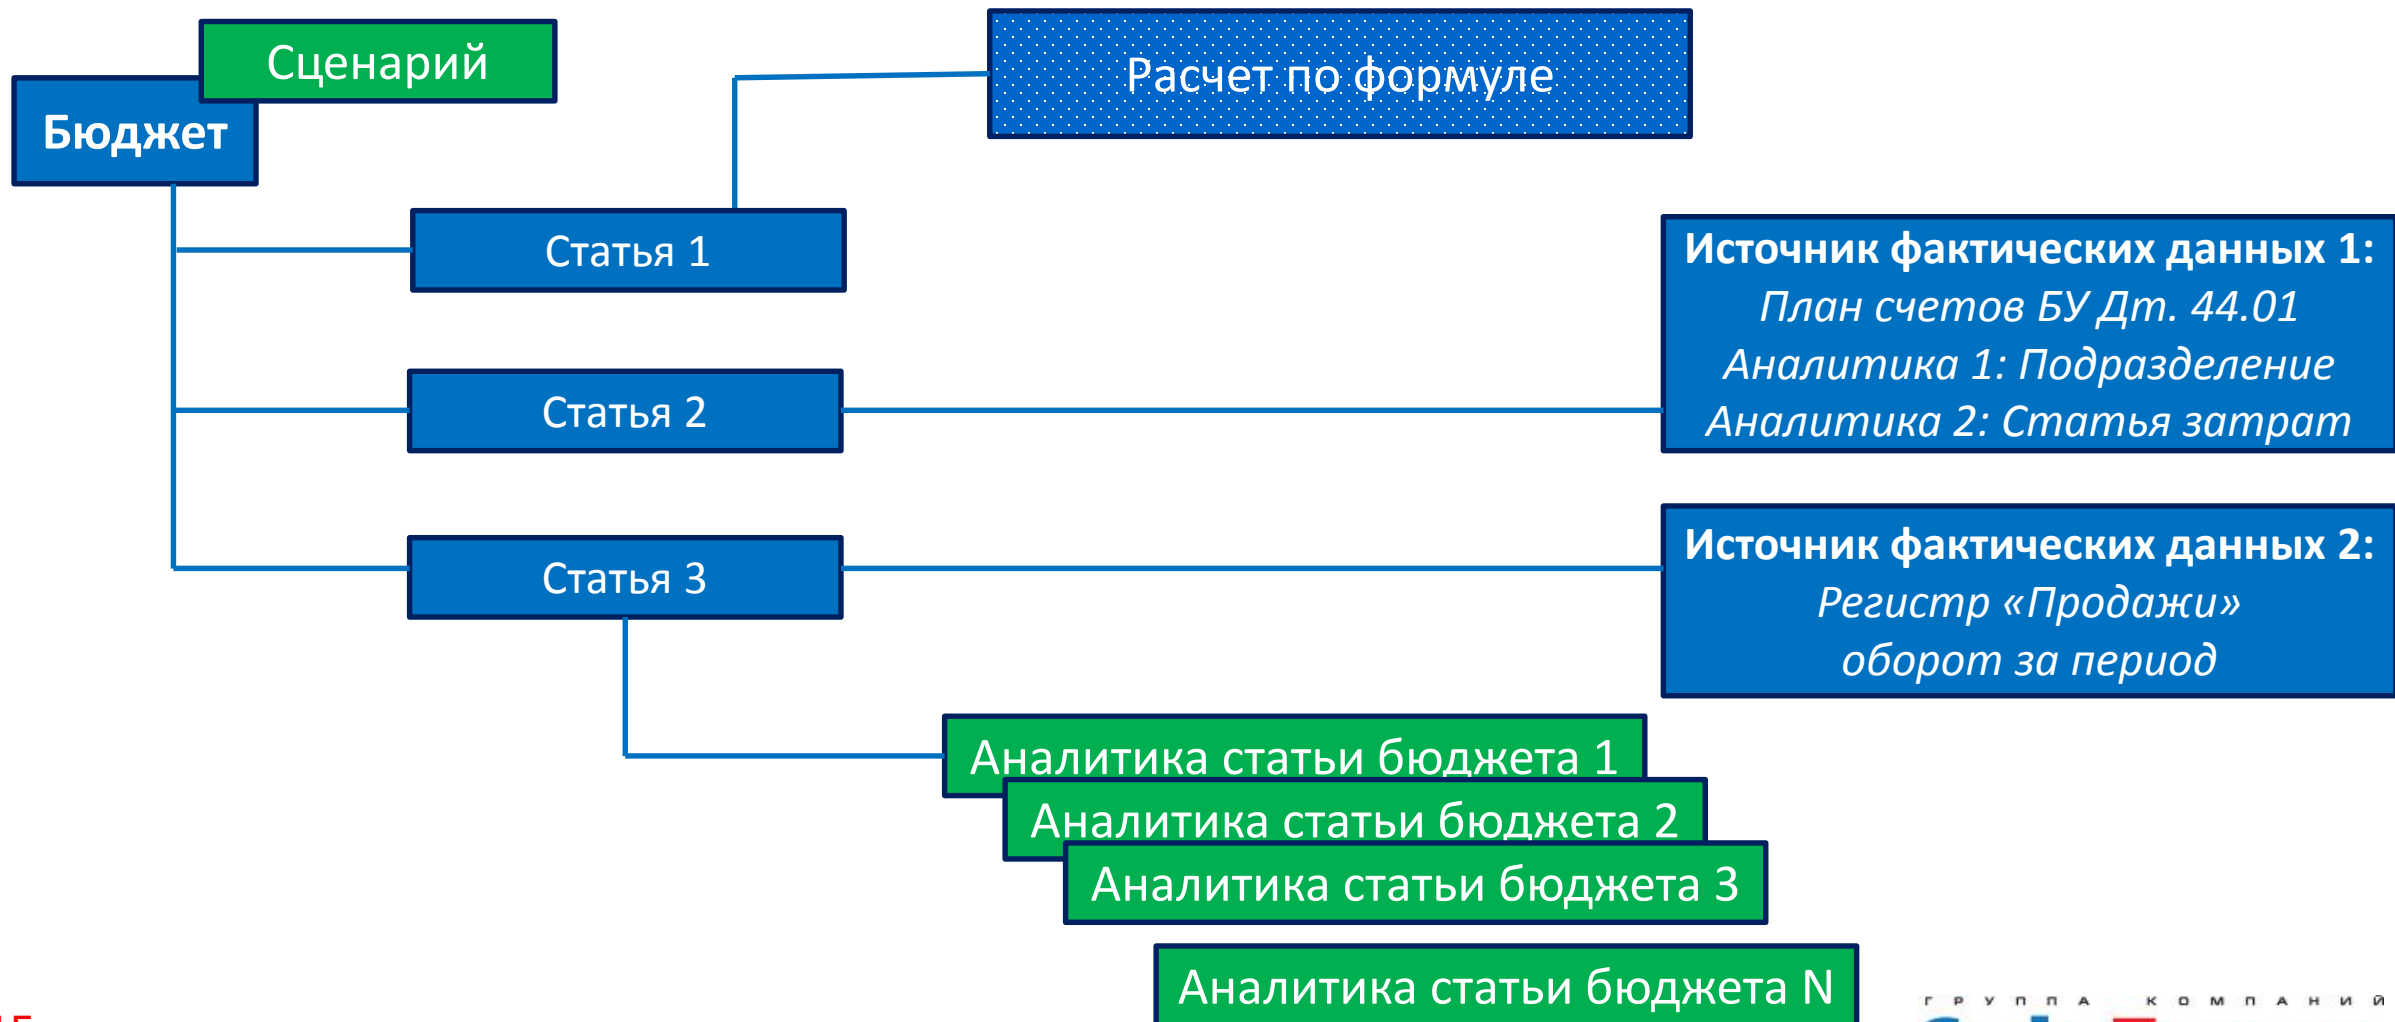 Сценарий
Бюджет
Расчет по формуле
Статья 1
Статья 2
Статья 3
Источник фактических данных 1:
План счетов БУ Дт. 44.01
Аналитика 1: Подразделение
Аналитика 2: Статья затрат
Источник фактических данных 2:
Регистр «Продажи»
оборот за период
Аналитика статьи бюджета 1
Аналитика статьи бюджета 2
Аналитика статьи бюджета 3
Аналитика статьи бюджета N
ГРУППА КОМПАНИЙ